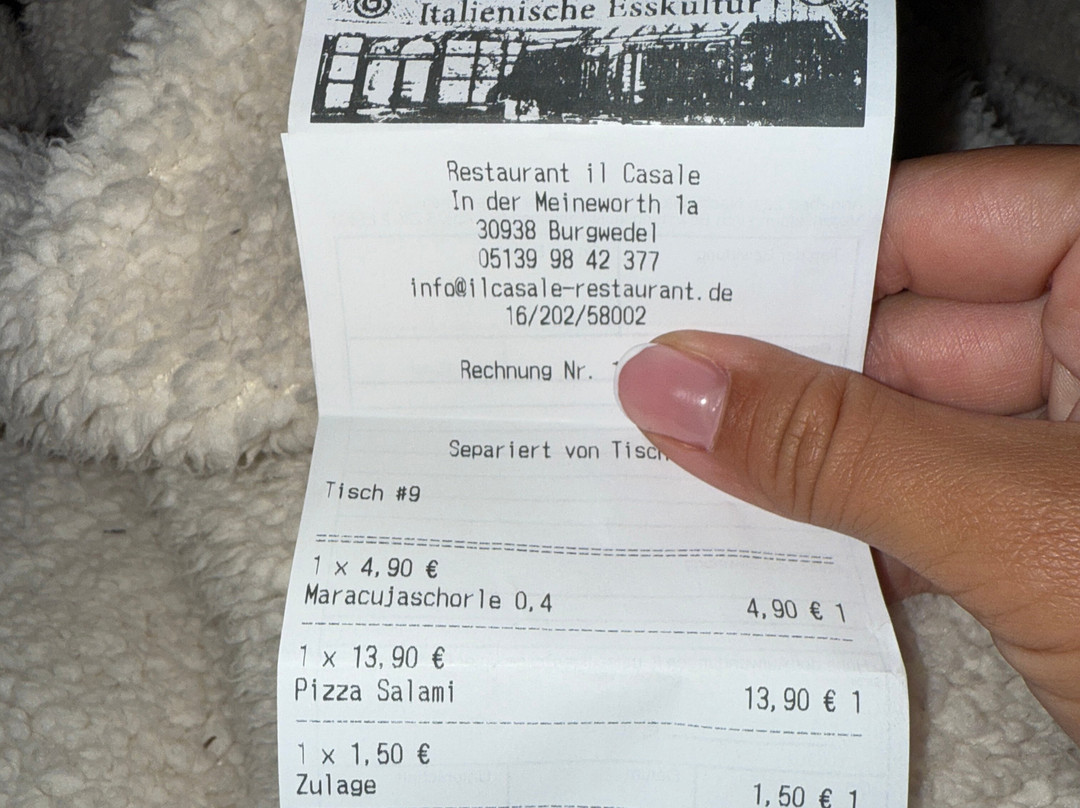 Italienische Esskultur
Restaurant il Casale
In der Meineworth 1a
30938 Burgwedel
05139 98 42 377
info@ilcasale-restaurant.de
16/202/58002
Rechnung Nr.
Separiert von Tisch
Tisch #9
1 x 4,90 €
Maracujaschorle 0,4 4,90 € 1
1 x 13,90 €
Pizza Salami 13,90 € 1
1 x 1,50 €
Zulage 1,50 € 1